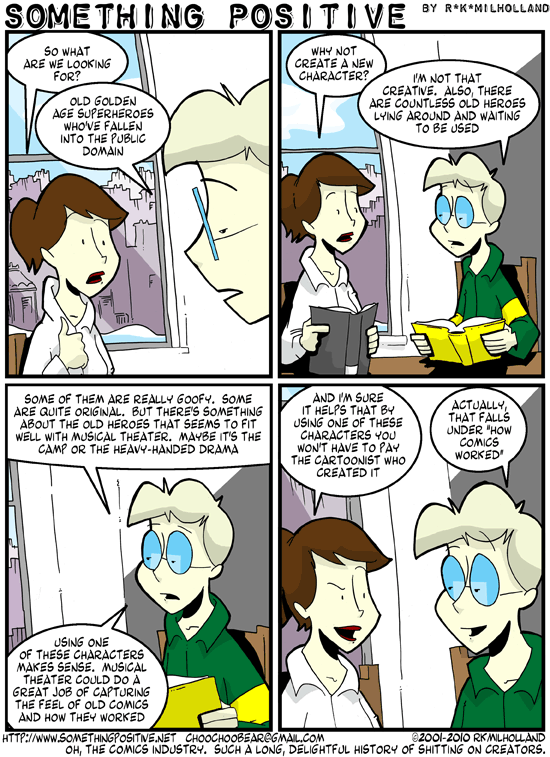 SOMETHING POSITIVE BY R*K*MILHOLLAND
SO WHAT
ARE WE LOOKING
FOR?
OLD GOLDEN
AGE SUPERHEROES
WHO'VE FALLEN
INTO THE PUBLIC
DOMAIN
WHY NOT
CREATE A NEW
CHARACTER?
I'M NOT THAT
CREATIVE. ALSO, THERE
ARE COUNTLESS OLD HEROES
LYING AROUND AND WAITING
TO BE USED
SOME OF THEM ARE REALLY GOOFY. SOME
ARE QUITE ORIGINAL. BUT THERE'S SOMETHING
ABOUT THE OLD HEROES THAT SEEMS TO FIT
WELL WITH MUSICAL THEATER. MAYBE IT'S THE
CAMP OR THE HEAVY-HANDED DRAMA
USING ONE
OF THESE CHARACTERS
MAKES SENSE. MUSICAL
THEATER COULD DO A
GREAT JOB OF CAPTURING
THE FEEL OF OLD COMICS
AND HOW THEY WORKED
AND I'M SURE
IT HELPS THAT BY
USING ONE OF THESE
CHARACTERS YOU
WON'T HAVE TO PAY
THE CARTOONIST WHO
CREATED IT
ACTUALLY,
THAT FALLS
UNDER "HOW
COMICS
WORKED"
HTTP://WWW.SOMETHINGPOSITIVE.NET CHOOCHOOBEAR@GMAIL.COM ©2001-2010 RKMILHOLLAND
OH, THE COMICS INDUSTRY. SUCH A LONG, DELIGHTFUL HISTORY OF SHITTING ON CREATORS.